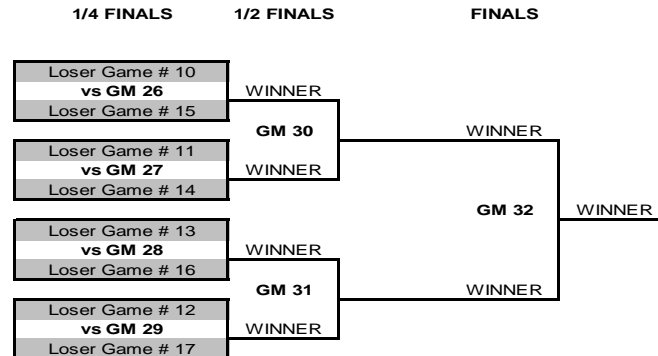 1/4 FINALS 1/2 FINALS FINALS
Loser Game # 10
vs GM 26 WINNER
Loser Game # 15
GM 30 WINNER
Loser Game # 11
vs GM 27 WINNER
Loser Game # 14
GM 32 WINNER
Loser Game # 13
vs GM 28 WINNER
Loser Game # 16
GM 31 WINNER
Loser Game # 12
vs GM 29 WINNER
Loser Game # 17